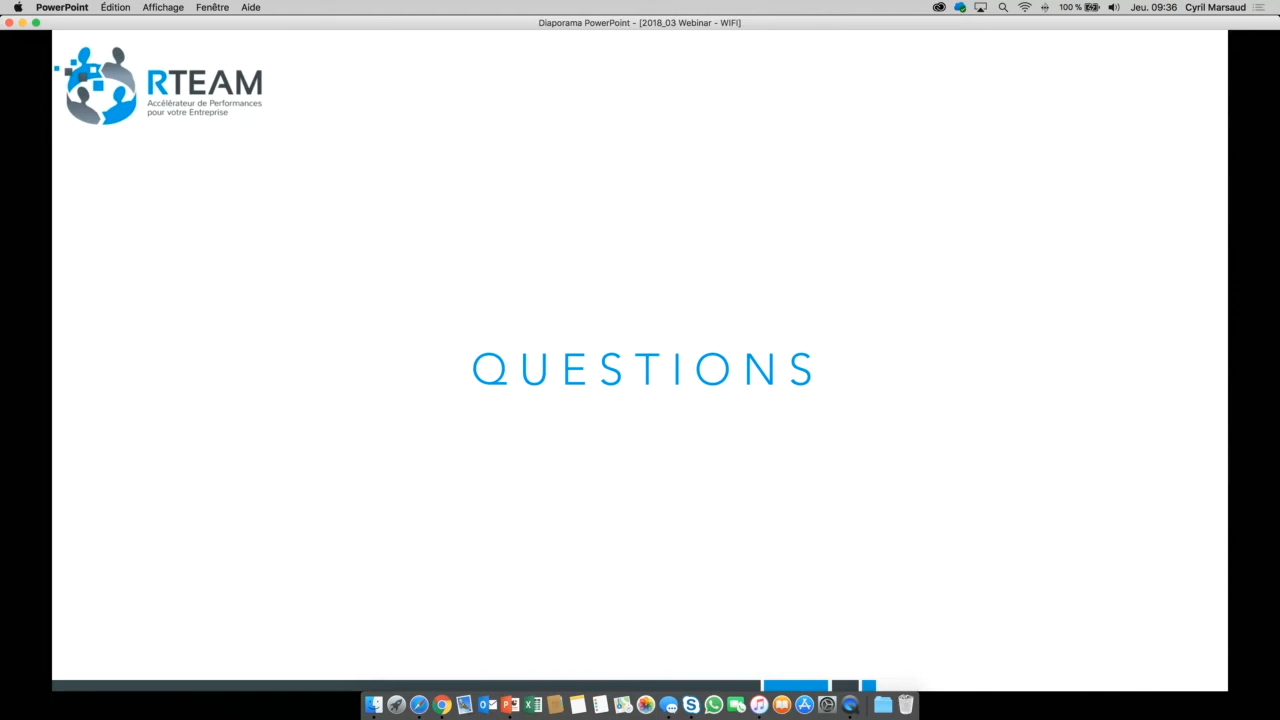 PowerPoint Édition Affichage Fenêtre Aide 100 % Jeu. 09:36 Cyril Marsaud
Diaporama PowerPoint - [2018_03 Webinar - WIFI]
RTEAM
Accélérateur de Performances
pour votre Entreprise
QUESTIONS